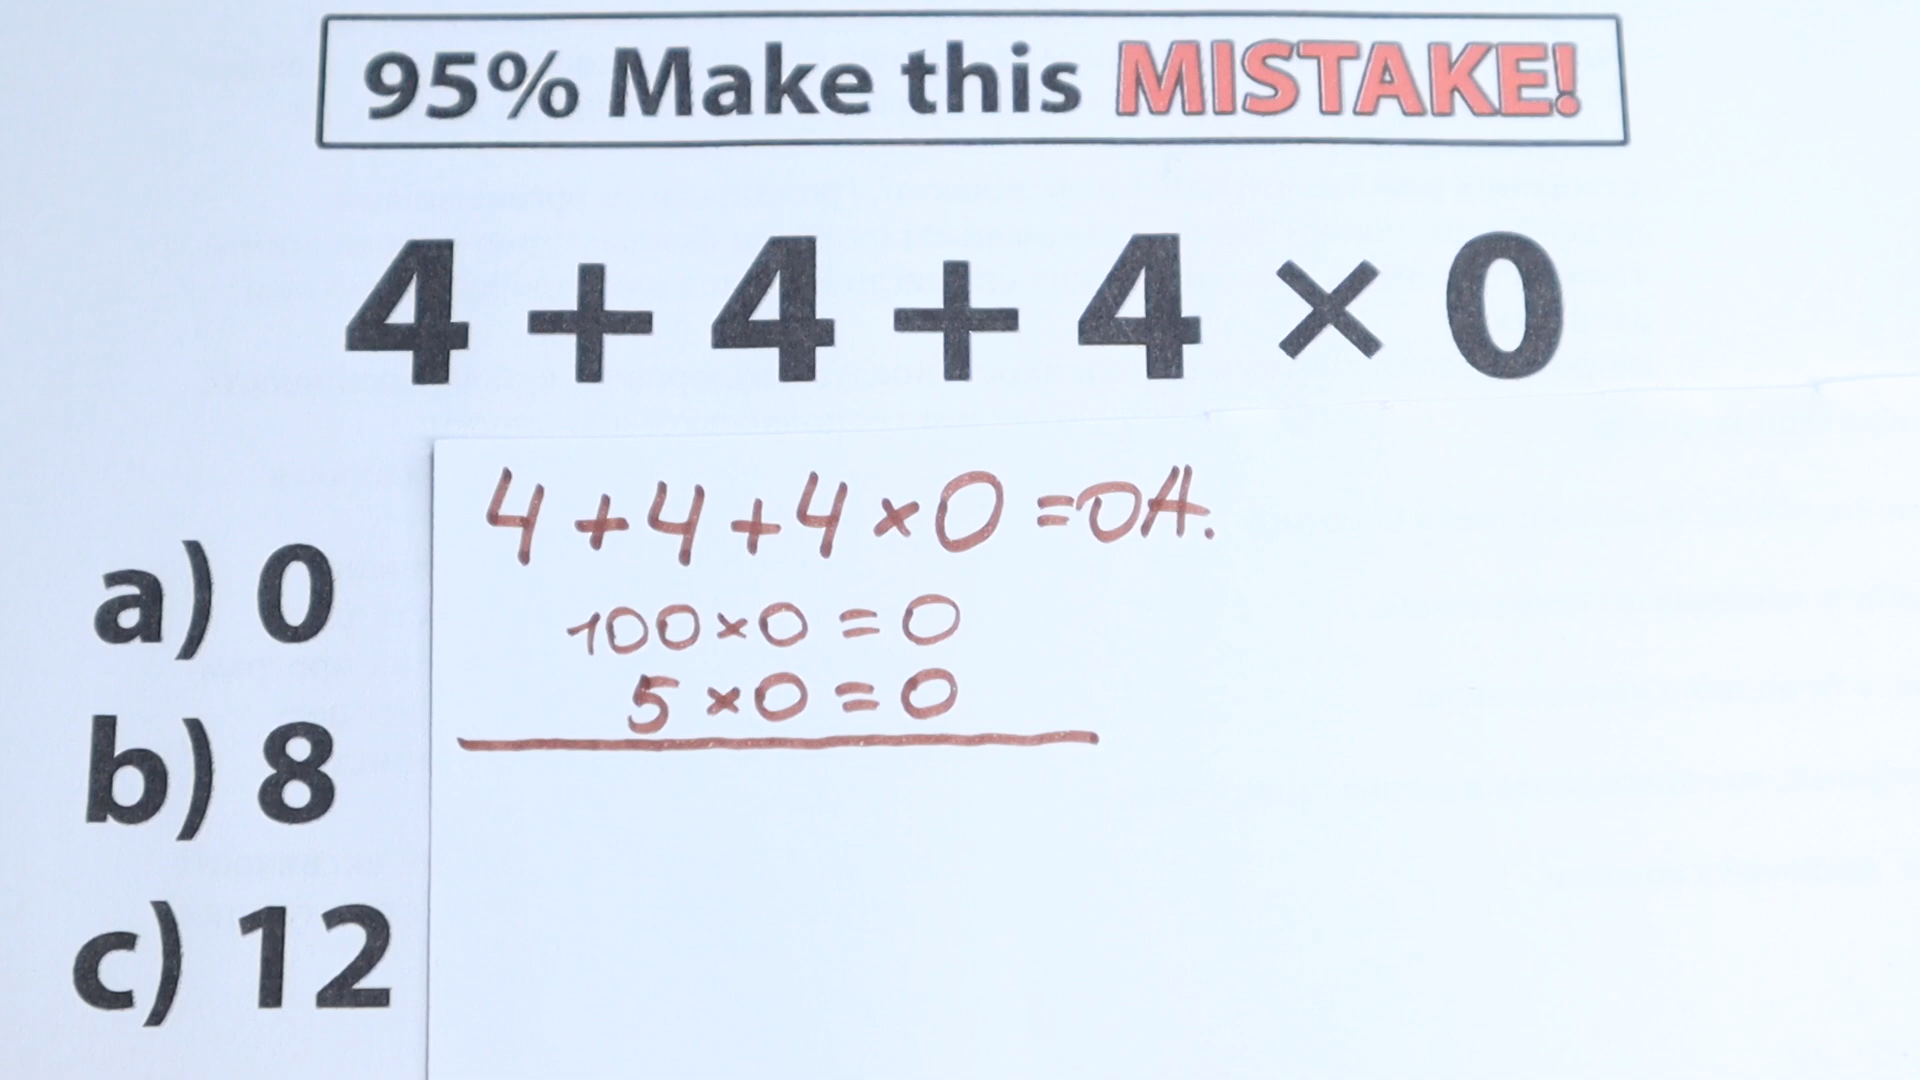 95% Make this MISTAKE!
4 + 4 + 4 × 0
4 + 4 + 4 × 0 = 0 A.
100 × 0 = 0
5 × 0 = 0
a) 0
b) 8
c) 12